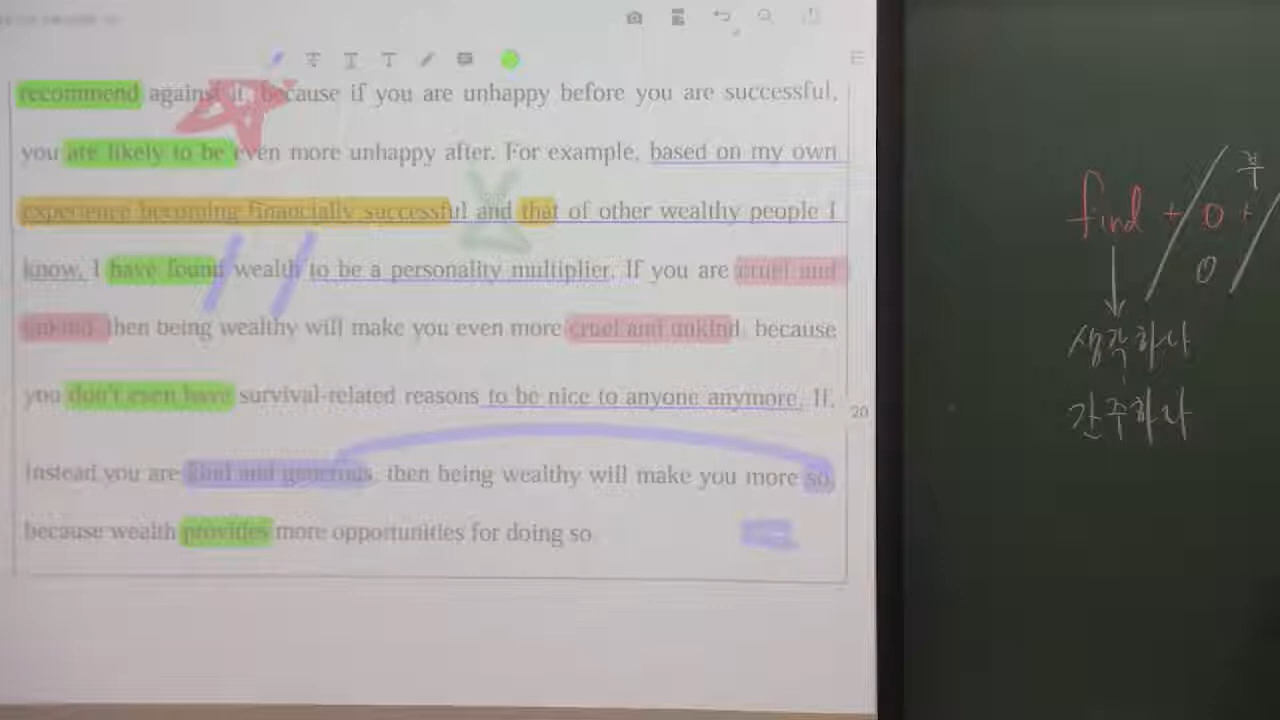 recommend against it, because if you are unhappy before you are successful,
you are likely to be even more unhappy after. For example, based on my own
experience becoming financially successful and that of other wealthy people I
know, I have found wealth to be a personality multiplier. If you are cruel and
unkind, then being wealthy will make you even more cruel and unkind, because
you don't even have survival-related reasons to be nice to anyone anymore. If,
20
instead you are kind and generous, then being wealthy will make you more so,
because wealth provides more opportunities for doing so.
부
find + O +
O
생각하다
간주하다